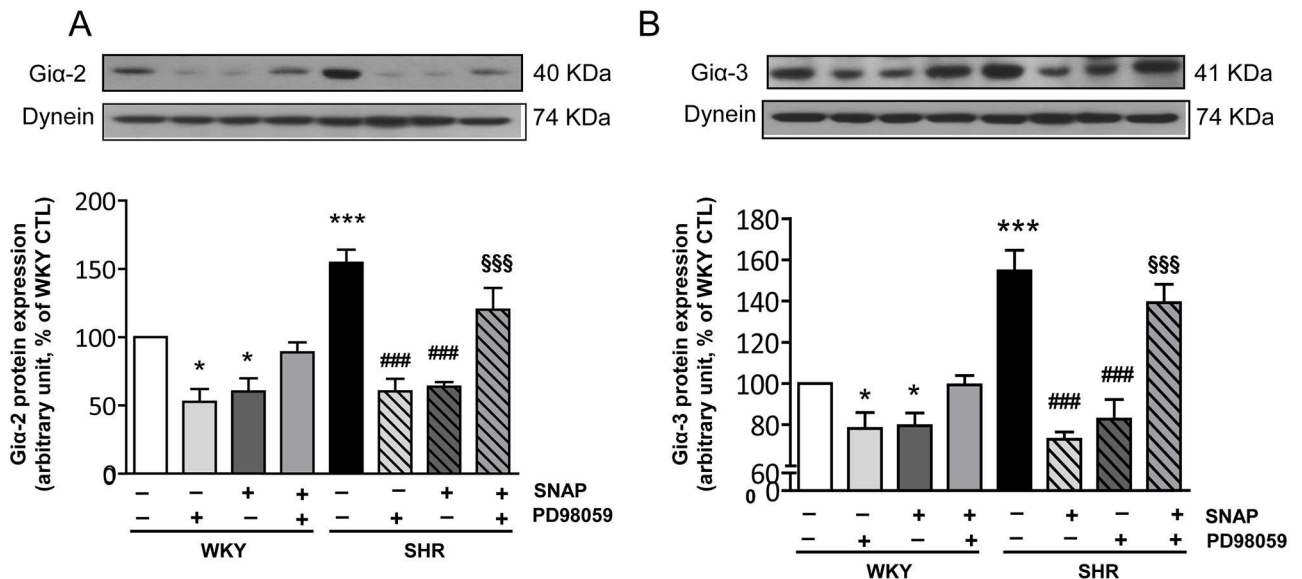 A
Giα-2
40 KDa
Dynein
74 KDa
Giα-2 protein expression
(arbitrary unit, % of WKY CTL)
200
150
100
50
0
*
*
***
###
###
§§§
– – + + – – + + SNAP
– + – + – + – + PD98059
WKY
SHR
B
Giα-3
41 KDa
Dynein
74 KDa
Giα-3 protein expression
(arbitrary unit, % of WKY CTL)
180
160
140
120
100
80
60
0 0
*
*
***
###
###
§§§
– – + + – + – + SNAP
– + – + – – + + PD98059
WKY
SHR